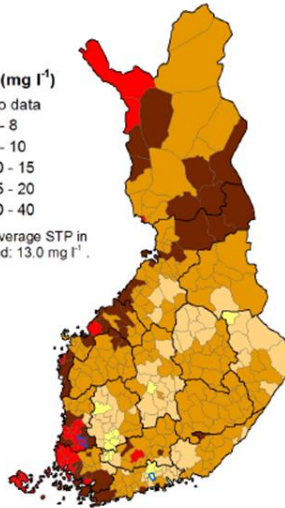 (mg l⁻¹)
o data
- 8
- 10
0 - 15
5 - 20
0 - 40
verage STP in
d: 13.0 mg l⁻¹ .